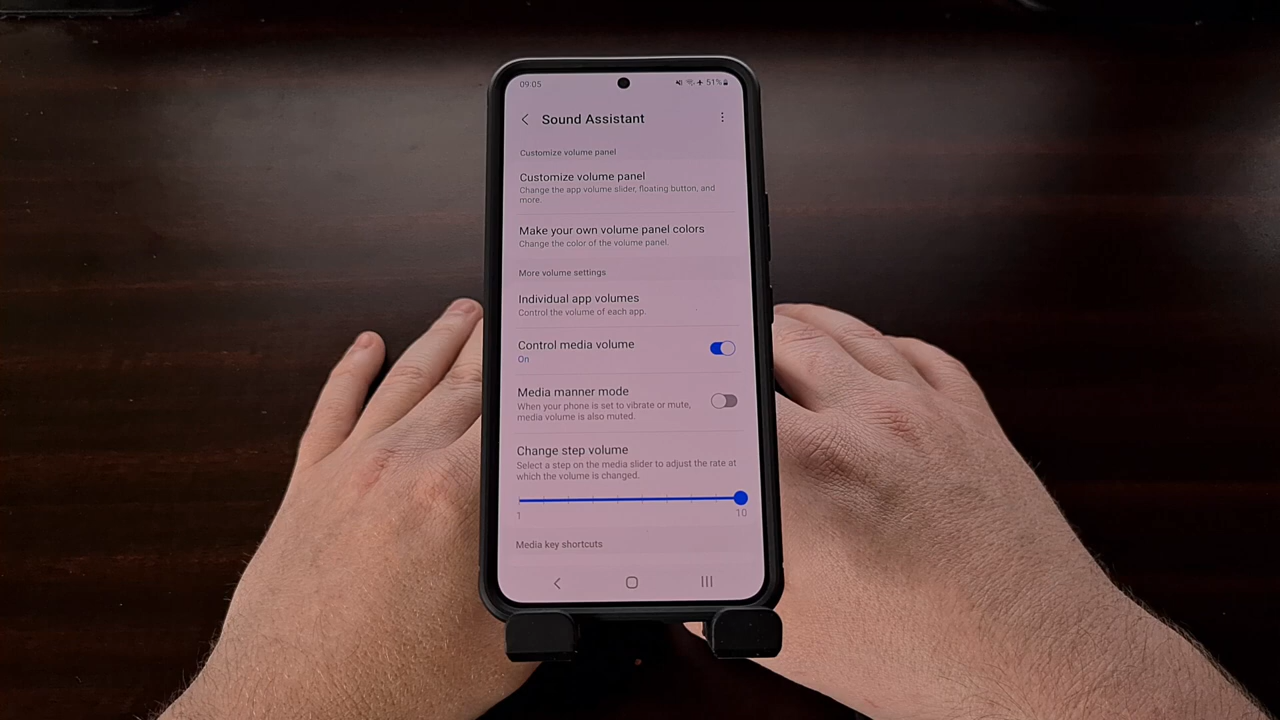 09:05
51%
Sound Assistant
Customize volume panel
Customize volume panel
Change the app volume slider, floating button, and
more.
Make your own volume panel colors
Change the color of the volume panel.
More volume settings
Individual app volumes
Control the volume of each app.
Control media volume
On
Media manner mode
When your phone is set to vibrate or mute,
media volume is also muted.
Change step volume
Select a step on the media slider to adjust the rate at
which the volume is changed.
1
10
Media key shortcuts